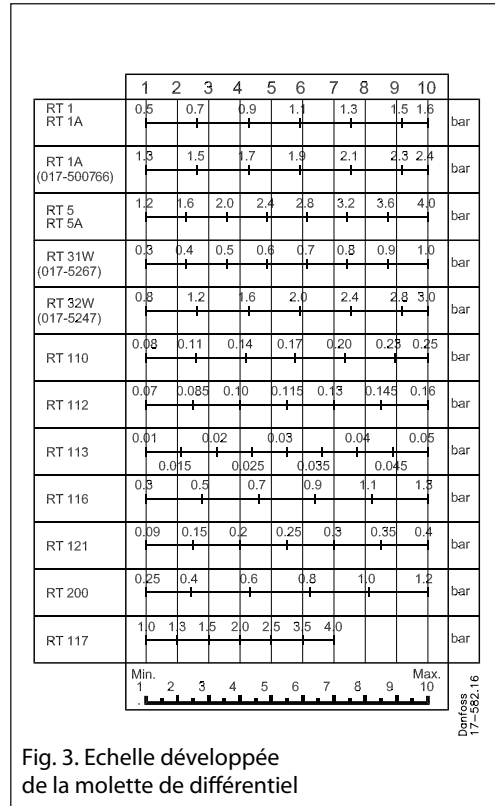 1 2 3 4 5 6 7 8 9 10
RT 1
RT 1A
0.5 0.7 0.9 1.1 1.3 1.5 1.6
bar
RT 1A
(017-500766)
1.3 1.5 1.7 1.9 2.1 2.3 2.4
bar
RT 5
RT 5A
1.2 1.6 2.0 2.4 2.8 3.2 3.6 4.0
bar
RT 31W
(017-5267)
0.3 0.4 0.5 0.6 0.7 0.8 0.9 1.0
bar
RT 32W
(017-5247)
0.8 1.2 1.6 2.0 2.4 2.8 3.0
bar
RT 110
0.08 0.11 0.14 0.17 0.20 0.23 0.25
bar
RT 112
0.07 0.085 0.10 0.115 0.13 0.145 0.16
bar
RT 113
0.01 0.02 0.03 0.04 0.05
0.015 0.025 0.035 0.045
bar
RT 116
0.3 0.5 0.7 0.9 1.1 1.3
bar
RT 121
0.09 0.15 0.2 0.25 0.3 0.35 0.4
bar
RT 200
0.25 0.4 0.6 0.8 1.0 1.2
bar
RT 117
1.0 1.3 1.5 2.0 2.5 3.5 4.0
bar
Min. Max.
1 2 3 4 5 6 7 8 9 10
Danfoss
17-582.16
Fig. 3. Echelle développée
de la molette de différentiel